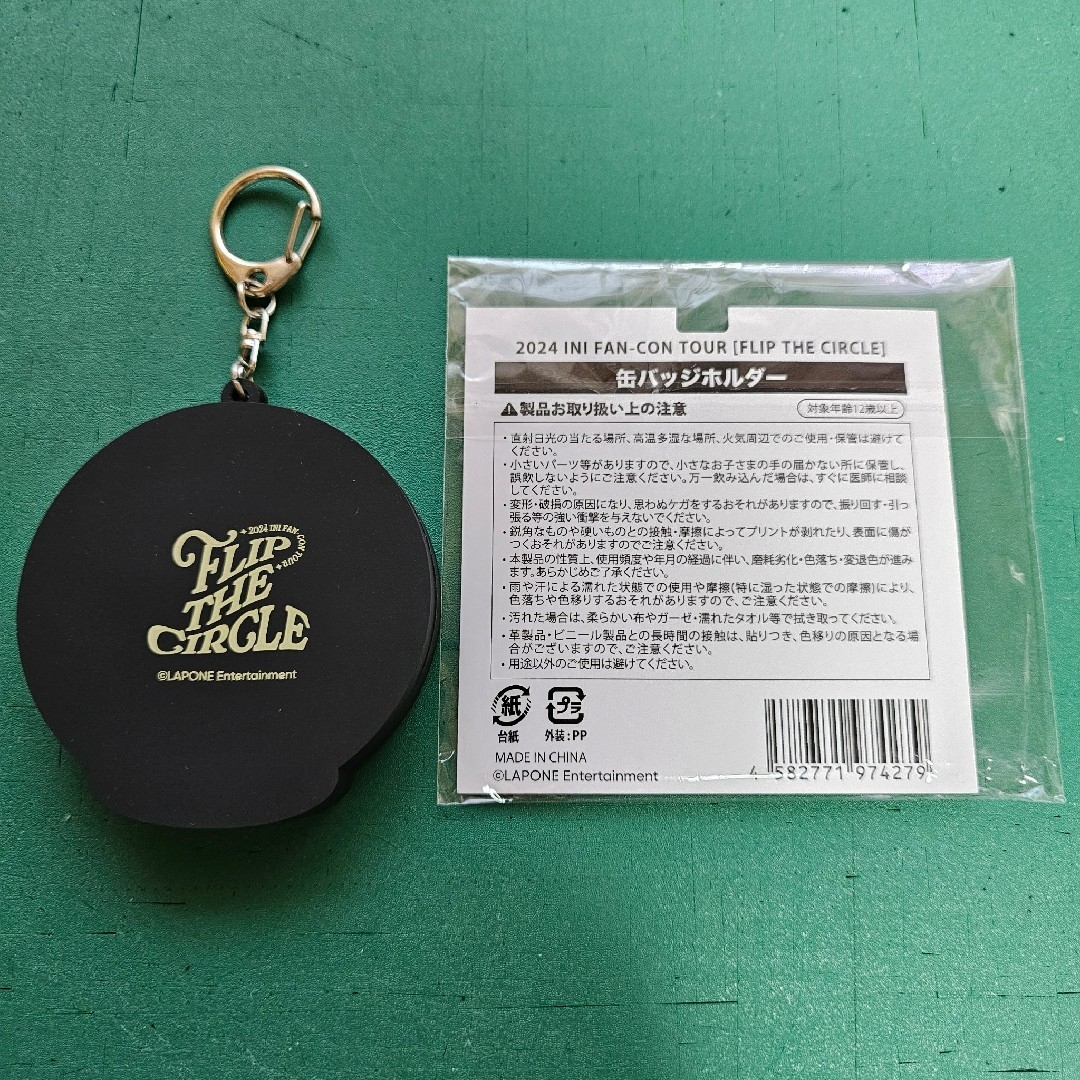 2024 INI FAN-CON TOUR
FLIP
THE
CIRCLE
©LAPONE Entertainment
2024 INI FAN-CON TOUR [FLIP THE CIRCLE]
缶バッジホルダー
製品お取り扱い上の注意
対象年齢12歳以上
・直射日光の当たる場所、高温多湿な場所、火気周辺でのご使用・保管は避けて
ください。
・小さいパーツ等がありますので、小さなお子さまの手の届かない所に保管し、
誤飲しないようにご注意ください。万一飲み込んだ場合は、すぐに医師に相談
してください。
・変形・破損の原因になり、思わぬケガをするおそれがありますので、振り回す・引っ
張る等の強い衝撃を与えないでください。
・鋭角なものや硬いものとの接触・摩擦によってプリントが剥れたり、表面に傷が
つくおそれがありますのでご注意ください。
・本製品の性質上、使用頻度や年月の経過に伴い、磨耗劣化・色落ち・変退色が進み
ます。あらかじめご了承ください。
・雨や汗による濡れた状態での使用や摩擦(特に湿った状態での摩擦)により、
色落ちや色移りするおそれがありますので、ご注意ください。
・汚れた場合は、柔らかい布やガーゼ・濡れたタオル等で拭き取ってください。
・革製品・ビニール製品との長時間の接触は、貼りつき、色移りの原因となる場
合がございますので、ご注意ください。
・用途以外のご使用は避けてください。
紙
台紙
プラ
外装:PP
MADE IN CHINA
©LAPONE Entertainment
4 582771 974279